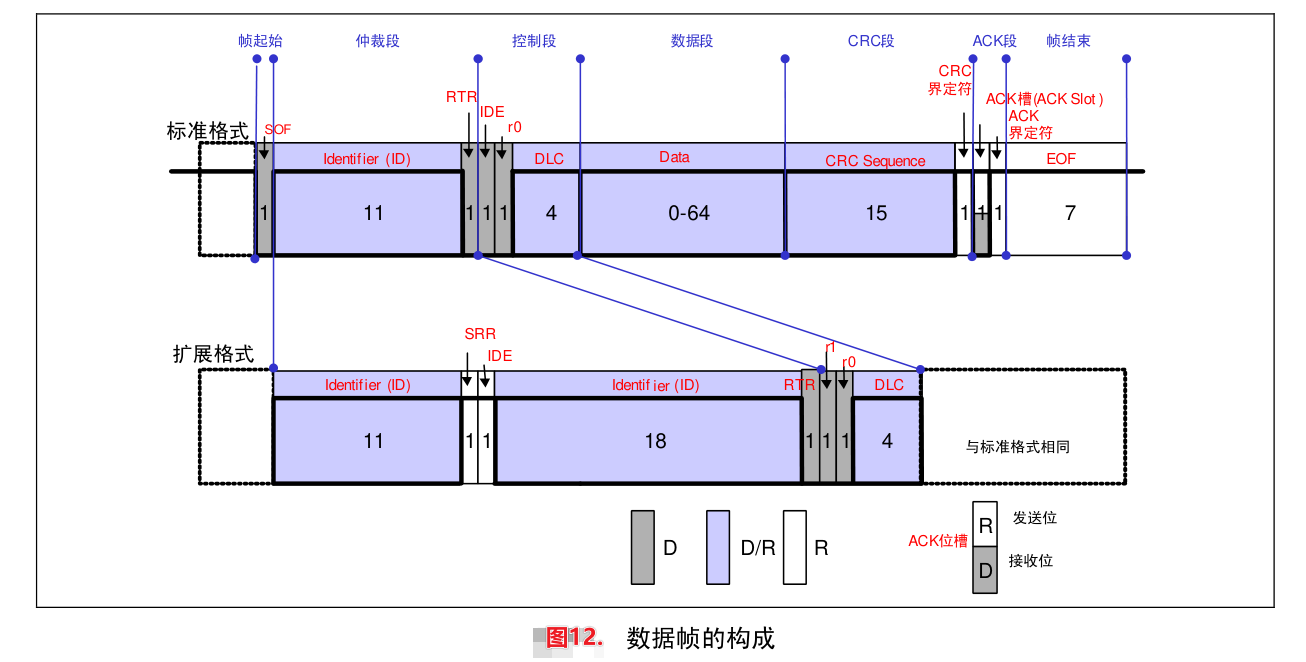 帧起始 仲裁段 控制段 数据段 CRC段 ACK段 帧结束
CRC
界定符
RTR
IDE
r0
ACK槽(ACK Slot)
ACK
界定符
标准格式
SOF
Identifier (ID) DLC Data CRC Sequence EOF
1 11 1 1 1 4 0-64 15 1 1 1 7
SRR
IDE
r1
r0
扩展格式
Identifier (ID) Identifier (ID) RTR DLC
11 1 1 18 1 1 1 4
与标准格式相同
D D/R R
ACK位槽
R 发送位
D 接收位
图12. 数据帧的构成